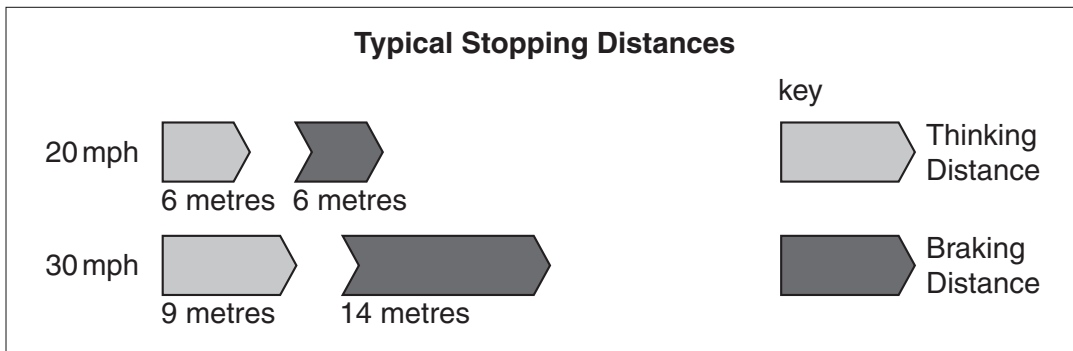 Typical Stopping Distances
key
20 mph
6 metres
6 metres
Thinking
Distance
30 mph
9 metres
14 metres
Braking
Distance